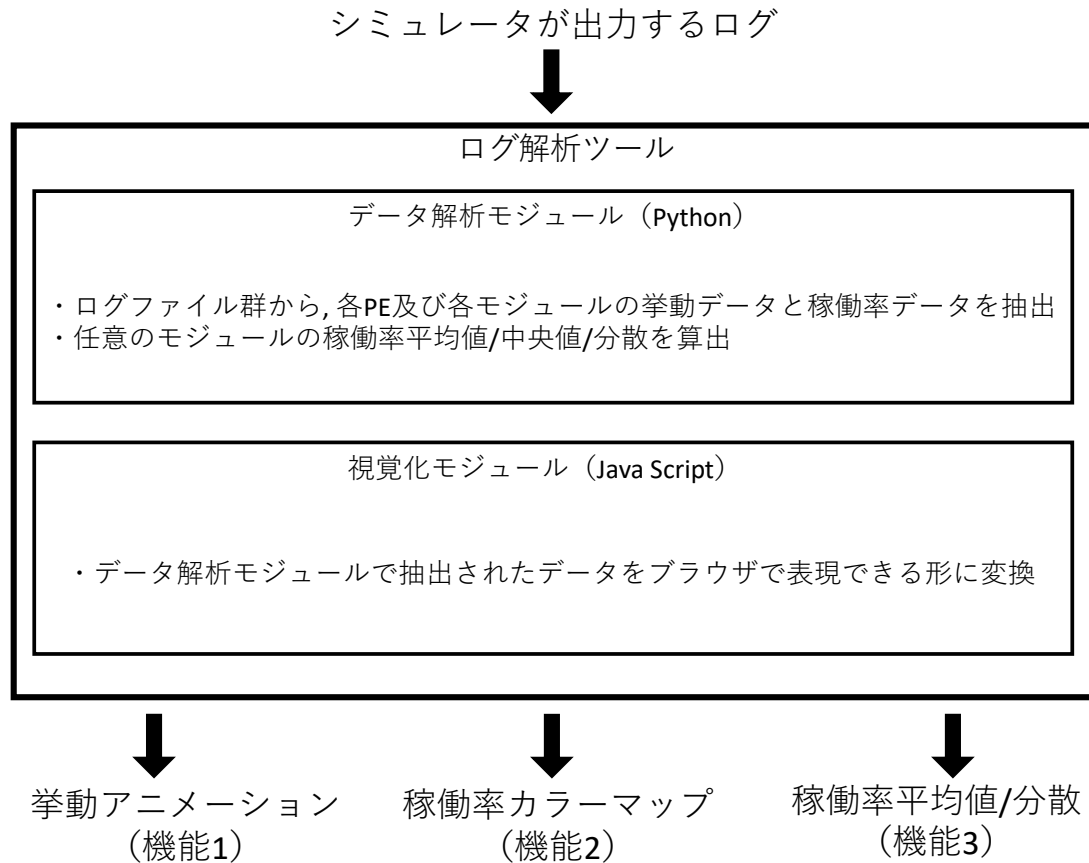 シミュレータが出力するログ
ログ解析ツール
データ解析モジュール（Python）
・ログファイル群から, 各PE及び各モジュールの挙動データと稼働率データを抽出
・任意のモジュールの稼働率平均値/中央値/分散を算出
視覚化モジュール（Java Script）
・データ解析モジュールで抽出されたデータをブラウザで表現できる形に変換
挙動アニメーション
（機能1）
稼働率カラーマップ
（機能2）
稼働率平均値/分散
（機能3）